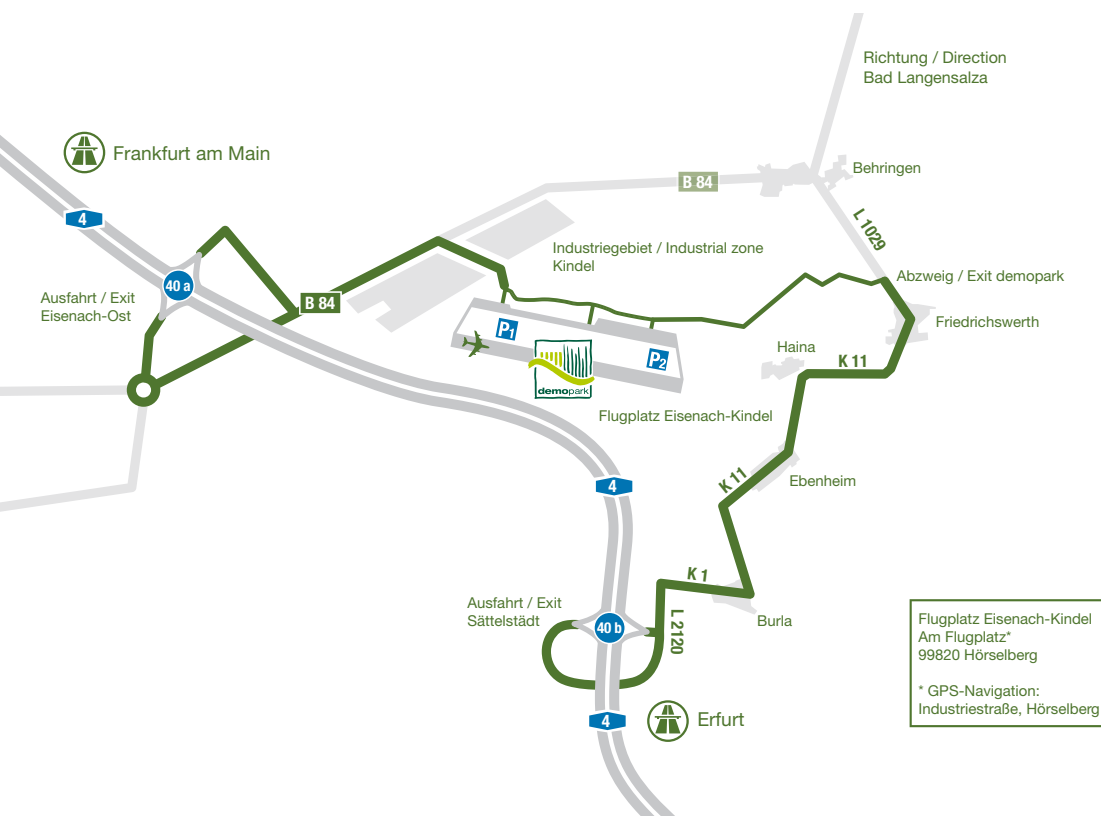 Richtung / Direction
Bad Langensalza
Frankfurt am Main
Behringen
B 84
4
L 1029
Industriegebiet / Industrial zone
Kindel
Abzweig / Exit demopark
40 a
Ausfahrt / Exit
Eisenach-Ost
B 84
P1
P2
Friedrichswerth
Haina
K 11
demopark
Flugplatz Eisenach-Kindel
4
K 11
Ebenheim
K 1
Ausfahrt / Exit
Sättelstädt
40 b
L 2120
Burla
Flugplatz Eisenach-Kindel
Am Flugplatz*
99820 Hörselberg
* GPS-Navigation:
Industriestraße, Hörselberg
4
Erfurt